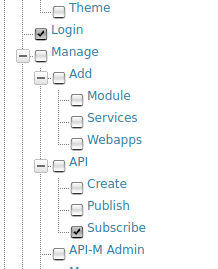 Theme
Login
Manage
Add
Module
Services
Webapps
API
Create
Publish
Subscribe
API-M Admin